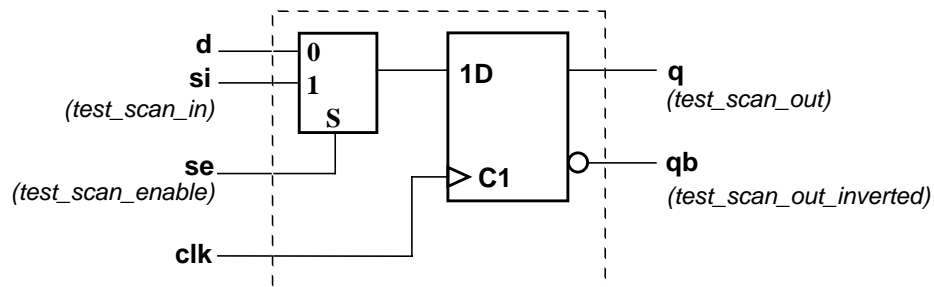 d
si
(test_scan_in)
se
(test_scan_enable)
clk
0
1
S
1D
C1
q
(test_scan_out)
qb
(test_scan_out_inverted)